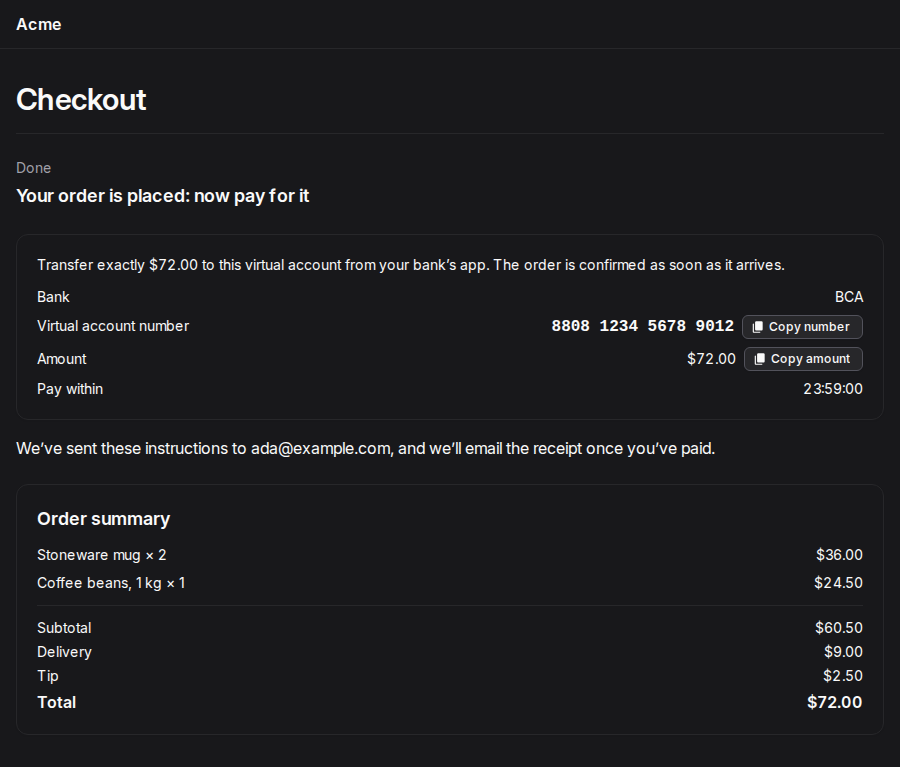 Acme
Checkout
Done
Your order is placed: now pay for it
Transfer exactly $72.00 to this virtual account from your bank’s app. The order is confirmed as soon as it arrives.
Bank BCA
Virtual account number 8808 1234 5678 9012 Copy number
Amount $72.00 Copy amount
Pay within 23:59:00
We’ve sent these instructions to ada@example.com, and we’ll email the receipt once you’ve paid.
Order summary
Stoneware mug × 2 $36.00
Coffee beans, 1 kg × 1 $24.50
Subtotal $60.50
Delivery $9.00
Tip $2.50
Total $72.00